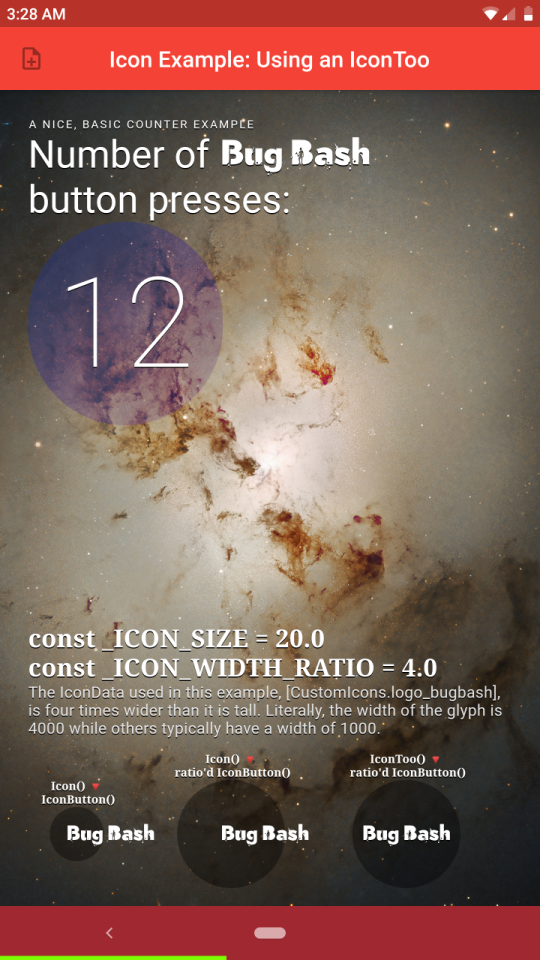 3:28 AM
Icon Example: Using an IconToo
A NICE, BASIC COUNTER EXAMPLE
Number of Bug Bash
button presses:
12
const _ICON_SIZE = 20.0
const _ICON_WIDTH_RATIO = 4.0
The IconData used in this example, [CustomIcons.logo_bugbash],
is four times wider than it is tall. Literally, the width of the glyph is
4000 while others typically have a width of 1000.
Icon() 🔻
IconButton()
Bug Bash
Icon() 🔻
ratio'd IconButton()
Bug Bash
IconToo() 🔻
ratio'd IconButton()
Bug Bash